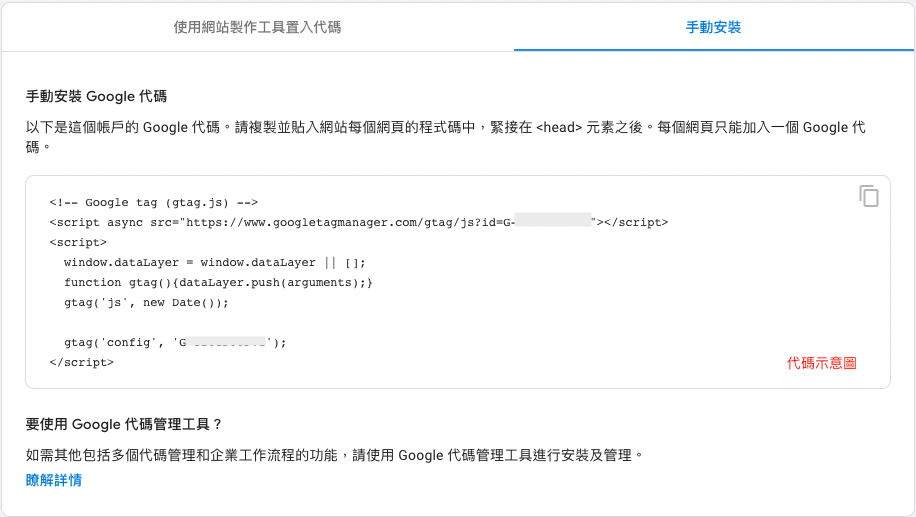 使用網站製作工具置入代碼
手動安裝
手動安裝 Google 代碼
以下是這個帳戶的 Google 代碼。請複製並貼入網站每個網頁的程式碼中，緊接在 <head> 元素之後。每個網頁只能加入一個 Google 代
碼。
<!-- Google tag (gtag.js) -->
<script async src="https://www.googletagmanager.com/gtag/js?id=G-"></script>
<script>
window.dataLayer = window.dataLayer || [];
function gtag(){dataLayer.push(arguments);}
gtag('js', new Date());
gtag('config', 'G');
</script>
代碼示意圖
要使用 Google 代碼管理工具？
如需其他包括多個代碼管理和企業工作流程的功能，請使用 Google 代碼管理工具進行安裝及管理。
瞭解詳情